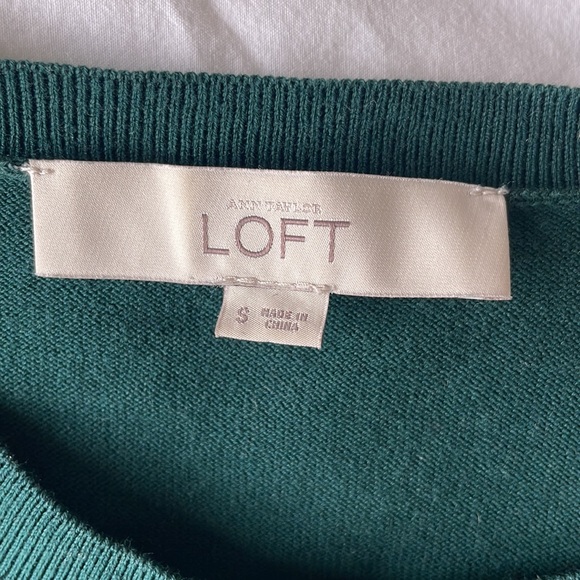 ANN TAYLOR
LOFT
S MADE IN
CHINA